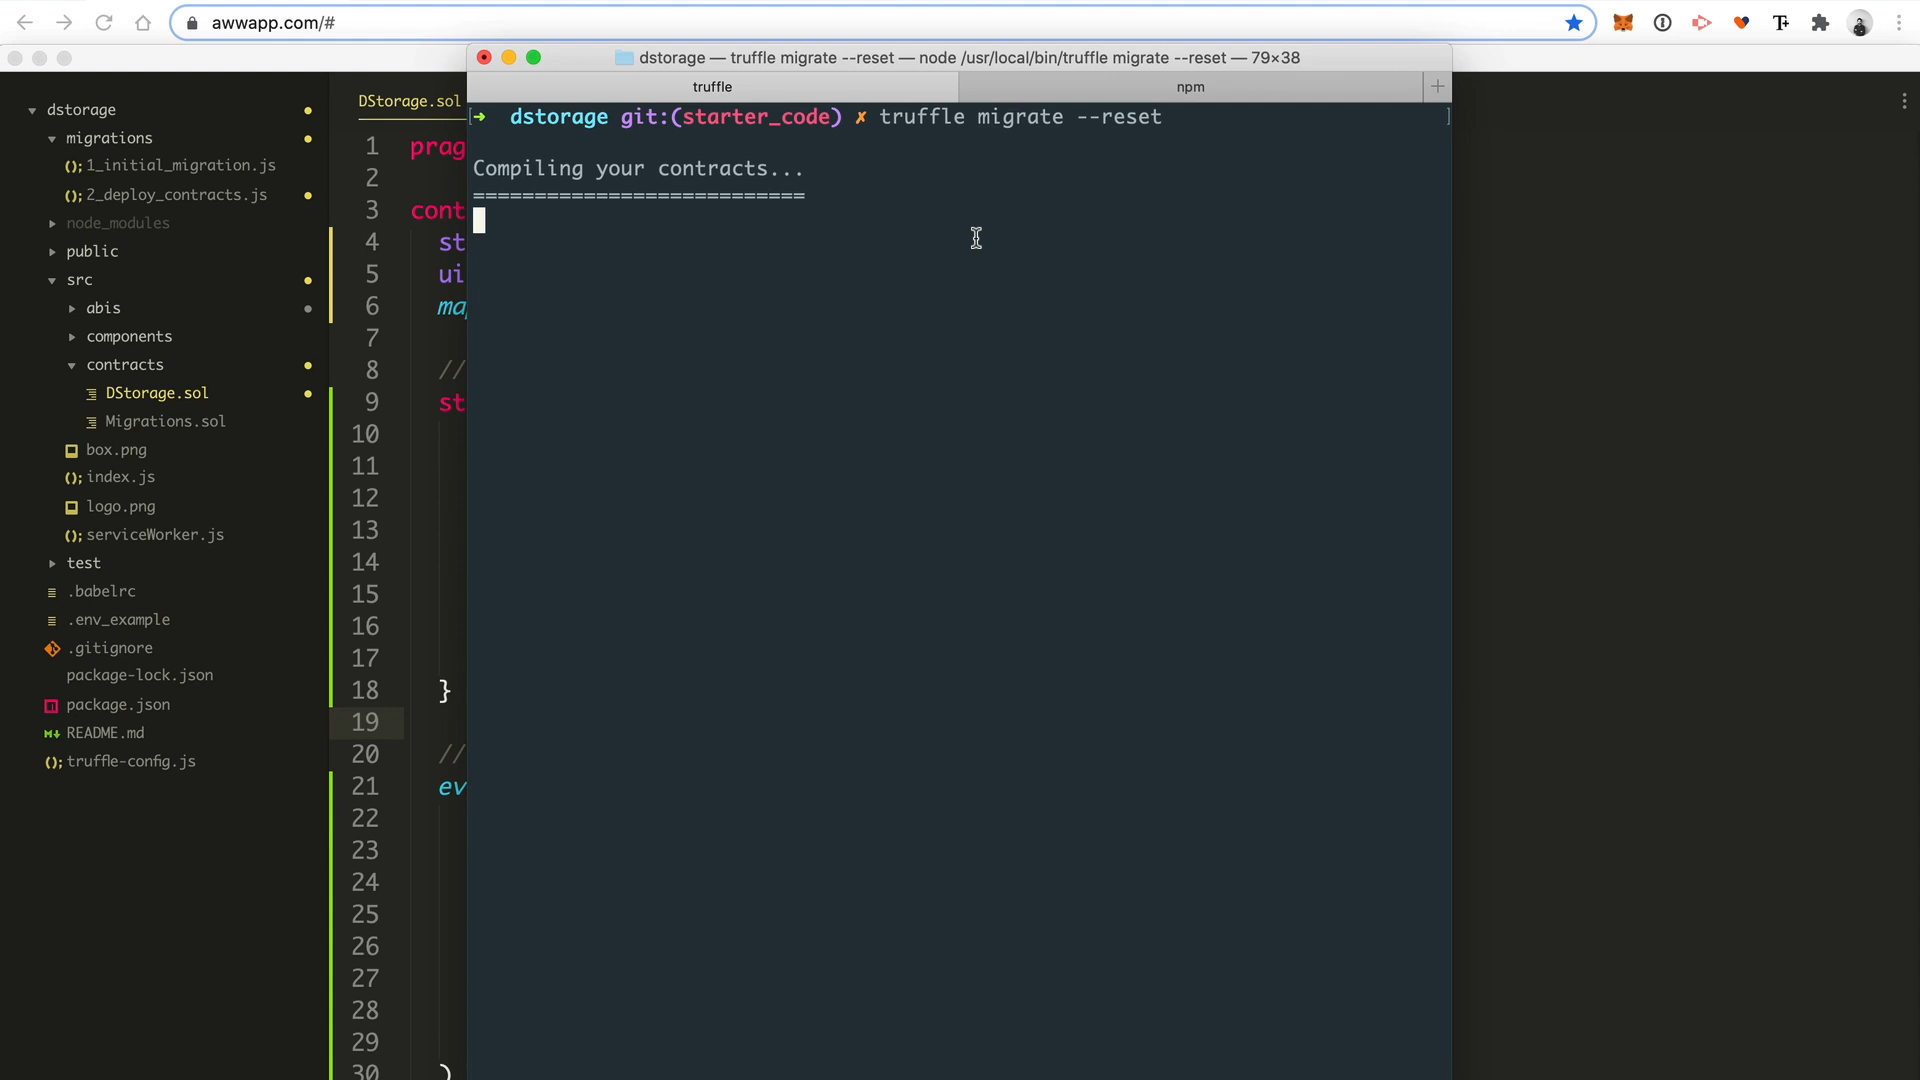 awwapp.com/#
dstorage — truffle migrate --reset — node /usr/local/bin/truffle migrate --reset — 79×38
truffle
npm
➜ dstorage git:(starter_code) ✗ truffle migrate --reset
Compiling your contracts...
===========================
dstorage
migrations
1_initial_migration.js
2_deploy_contracts.js
node_modules
public
src
abis
components
contracts
DStorage.sol
Migrations.sol
box.png
index.js
logo.png
serviceWorker.js
test
.babelrc
.env_example
.gitignore
package-lock.json
package.json
README.md
truffle-config.js
DStorage.sol
1 prag
2
3 cont
4 st
5 ui
6 map
7
8 //
9 st
10
11
12
13
14
15
16
17
18 }
19
20 //
21 ev
22
23
24
25
26
27
28
29
30 )